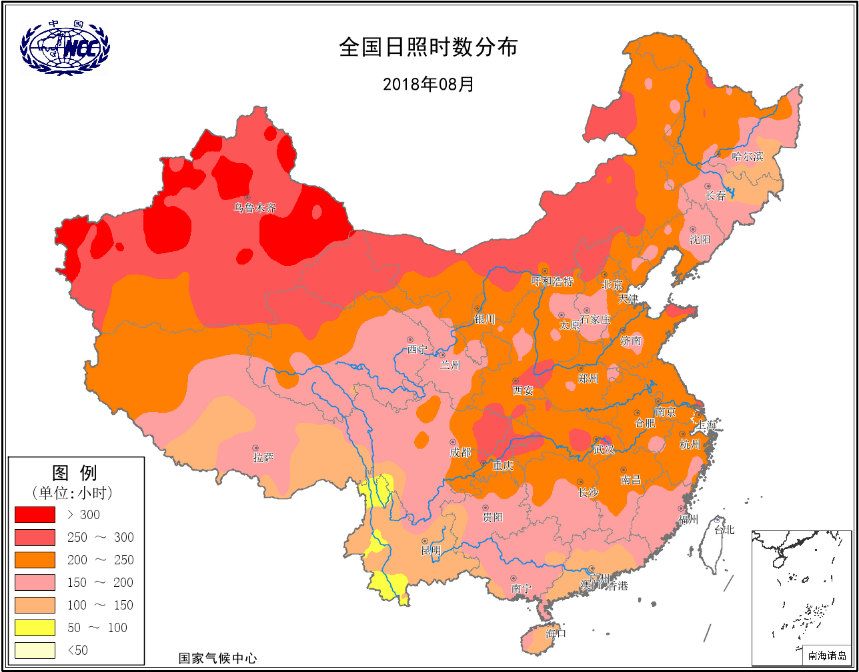 中 国
NCC
全国日照时数分布
2018年08月
哈尔滨
长春
乌鲁木齐
沈阳
呼和浩特
北京
天津
银川
太原
石家庄
济南
西宁
兰州
西安
郑州
南京
合肥
上海
拉萨
成都
武汉
杭州
重庆
南昌
长沙
贵阳
福州
台北
昆明
广州
南宁
澳门
香港
海口
图 例
(单位:小时)
> 300
250 ~ 300
200 ~ 250
150 ~ 200
100 ~ 150
50 ~ 100
<50
国家气候中心
南海诸岛